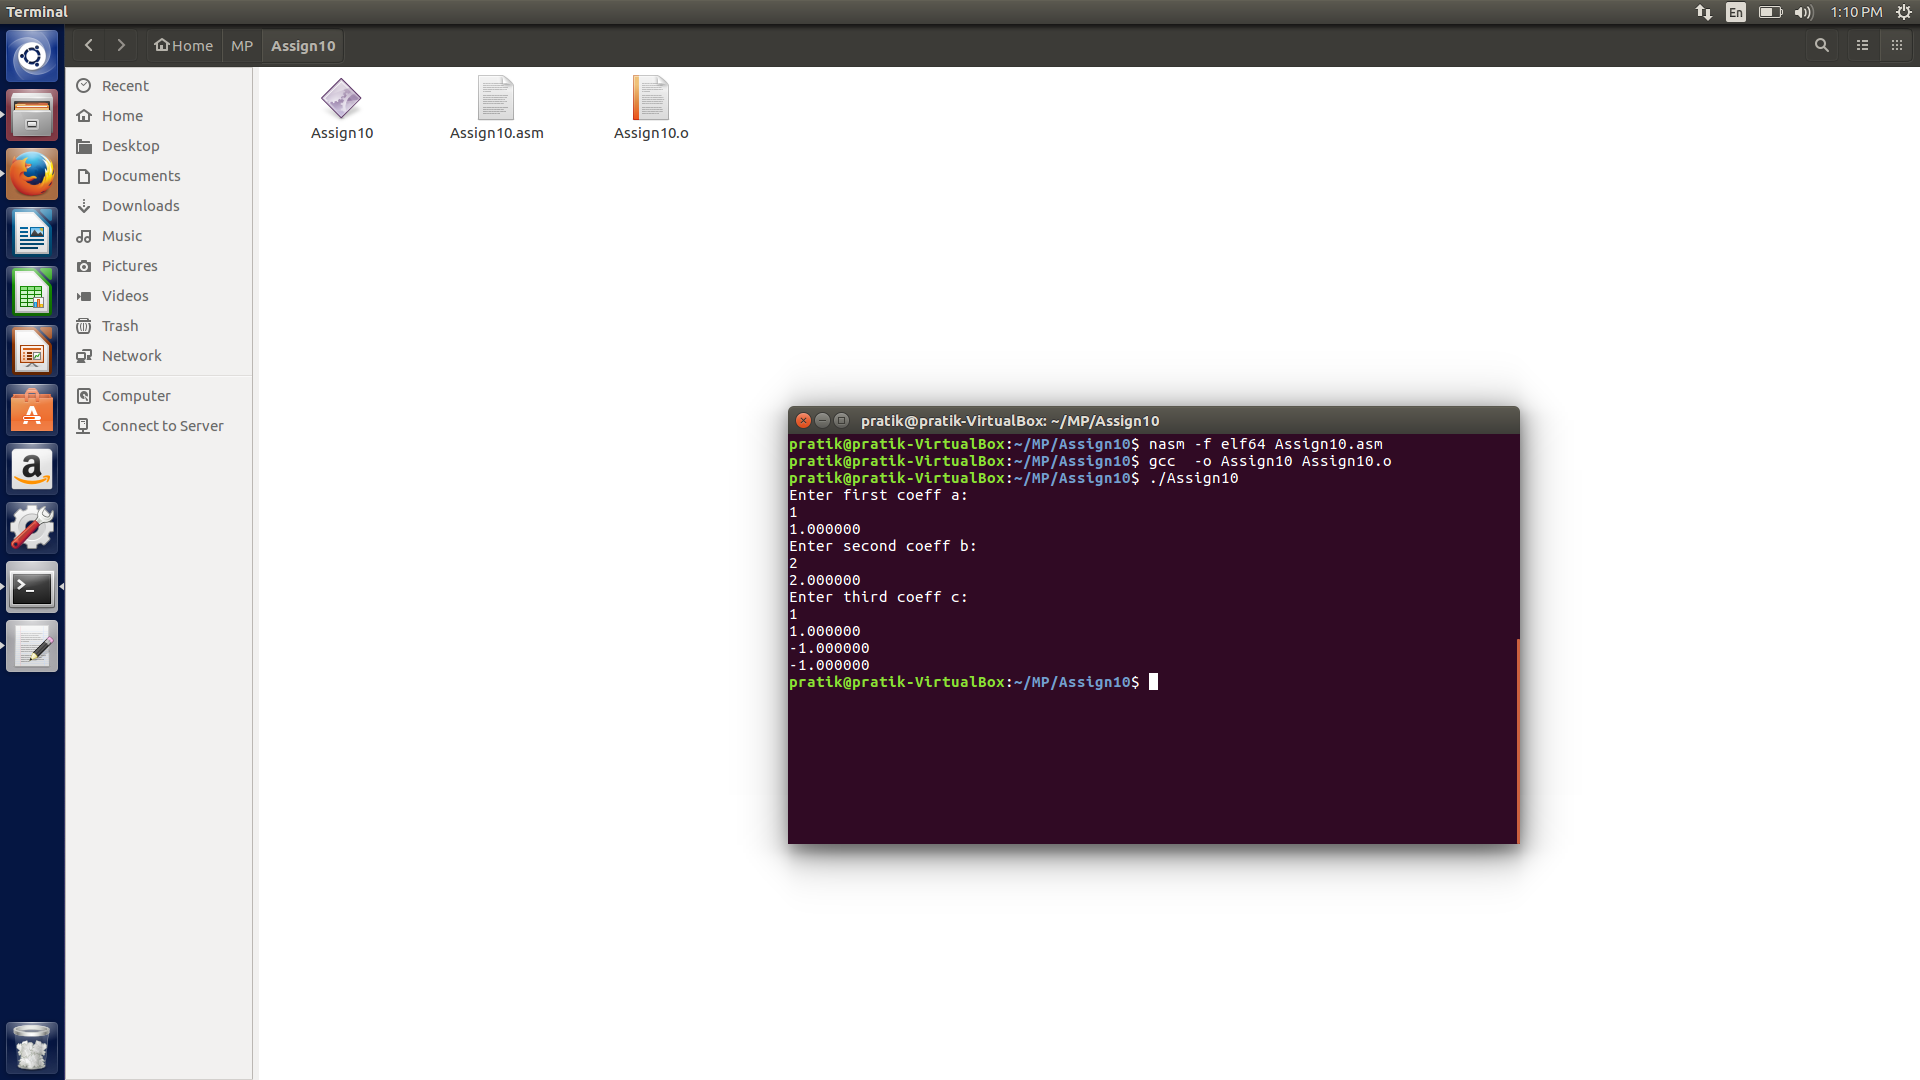 Terminal
En
1:10 PM
Home MP Assign10
Recent
Home
Desktop
Documents
Downloads
Music
Pictures
Videos
Trash
Network
Computer
Connect to Server
Assign10 Assign10.asm Assign10.o
pratik@pratik-VirtualBox: ~/MP/Assign10
pratik@pratik-VirtualBox:~/MP/Assign10$ nasm -f elf64 Assign10.asm
pratik@pratik-VirtualBox:~/MP/Assign10$ gcc  -o Assign10 Assign10.o
pratik@pratik-VirtualBox:~/MP/Assign10$ ./Assign10
Enter first coeff a:
1
1.000000
Enter second coeff b:
2
2.000000
Enter third coeff c:
1
1.000000
-1.000000
-1.000000
pratik@pratik-VirtualBox:~/MP/Assign10$